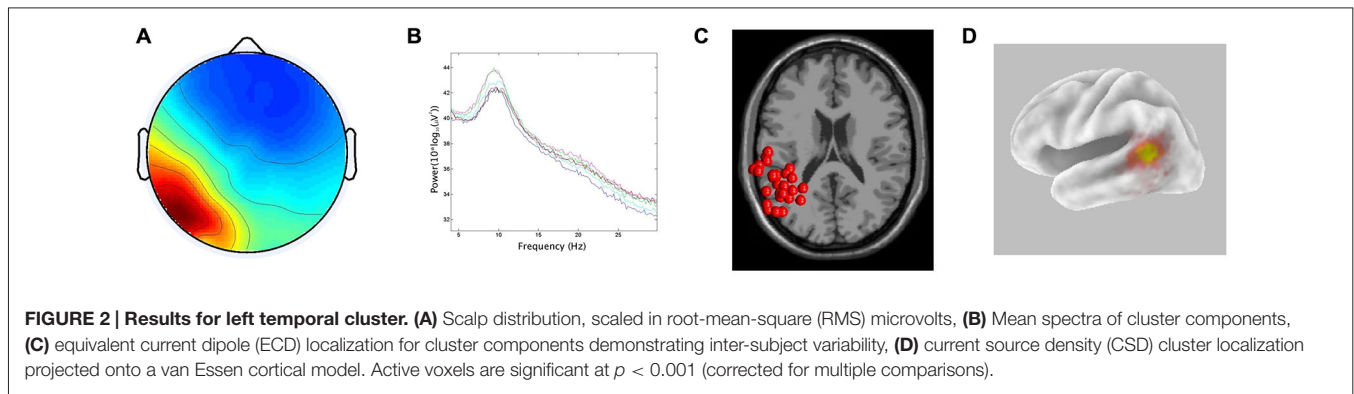 A
B
C
D
44
42
40
38
36
34
32
Power(10*log₁₀(µV²))
5 10 15 20 25
Frequency (Hz)
FIGURE 2 | Results for left temporal cluster. (A) Scalp distribution, scaled in root-mean-square (RMS) microvolts, (B) Mean spectra of cluster components,
(C) equivalent current dipole (ECD) localization for cluster components demonstrating inter-subject variability, (D) current source density (CSD) cluster localization
projected onto a van Essen cortical model. Active voxels are significant at p < 0.001 (corrected for multiple comparisons).